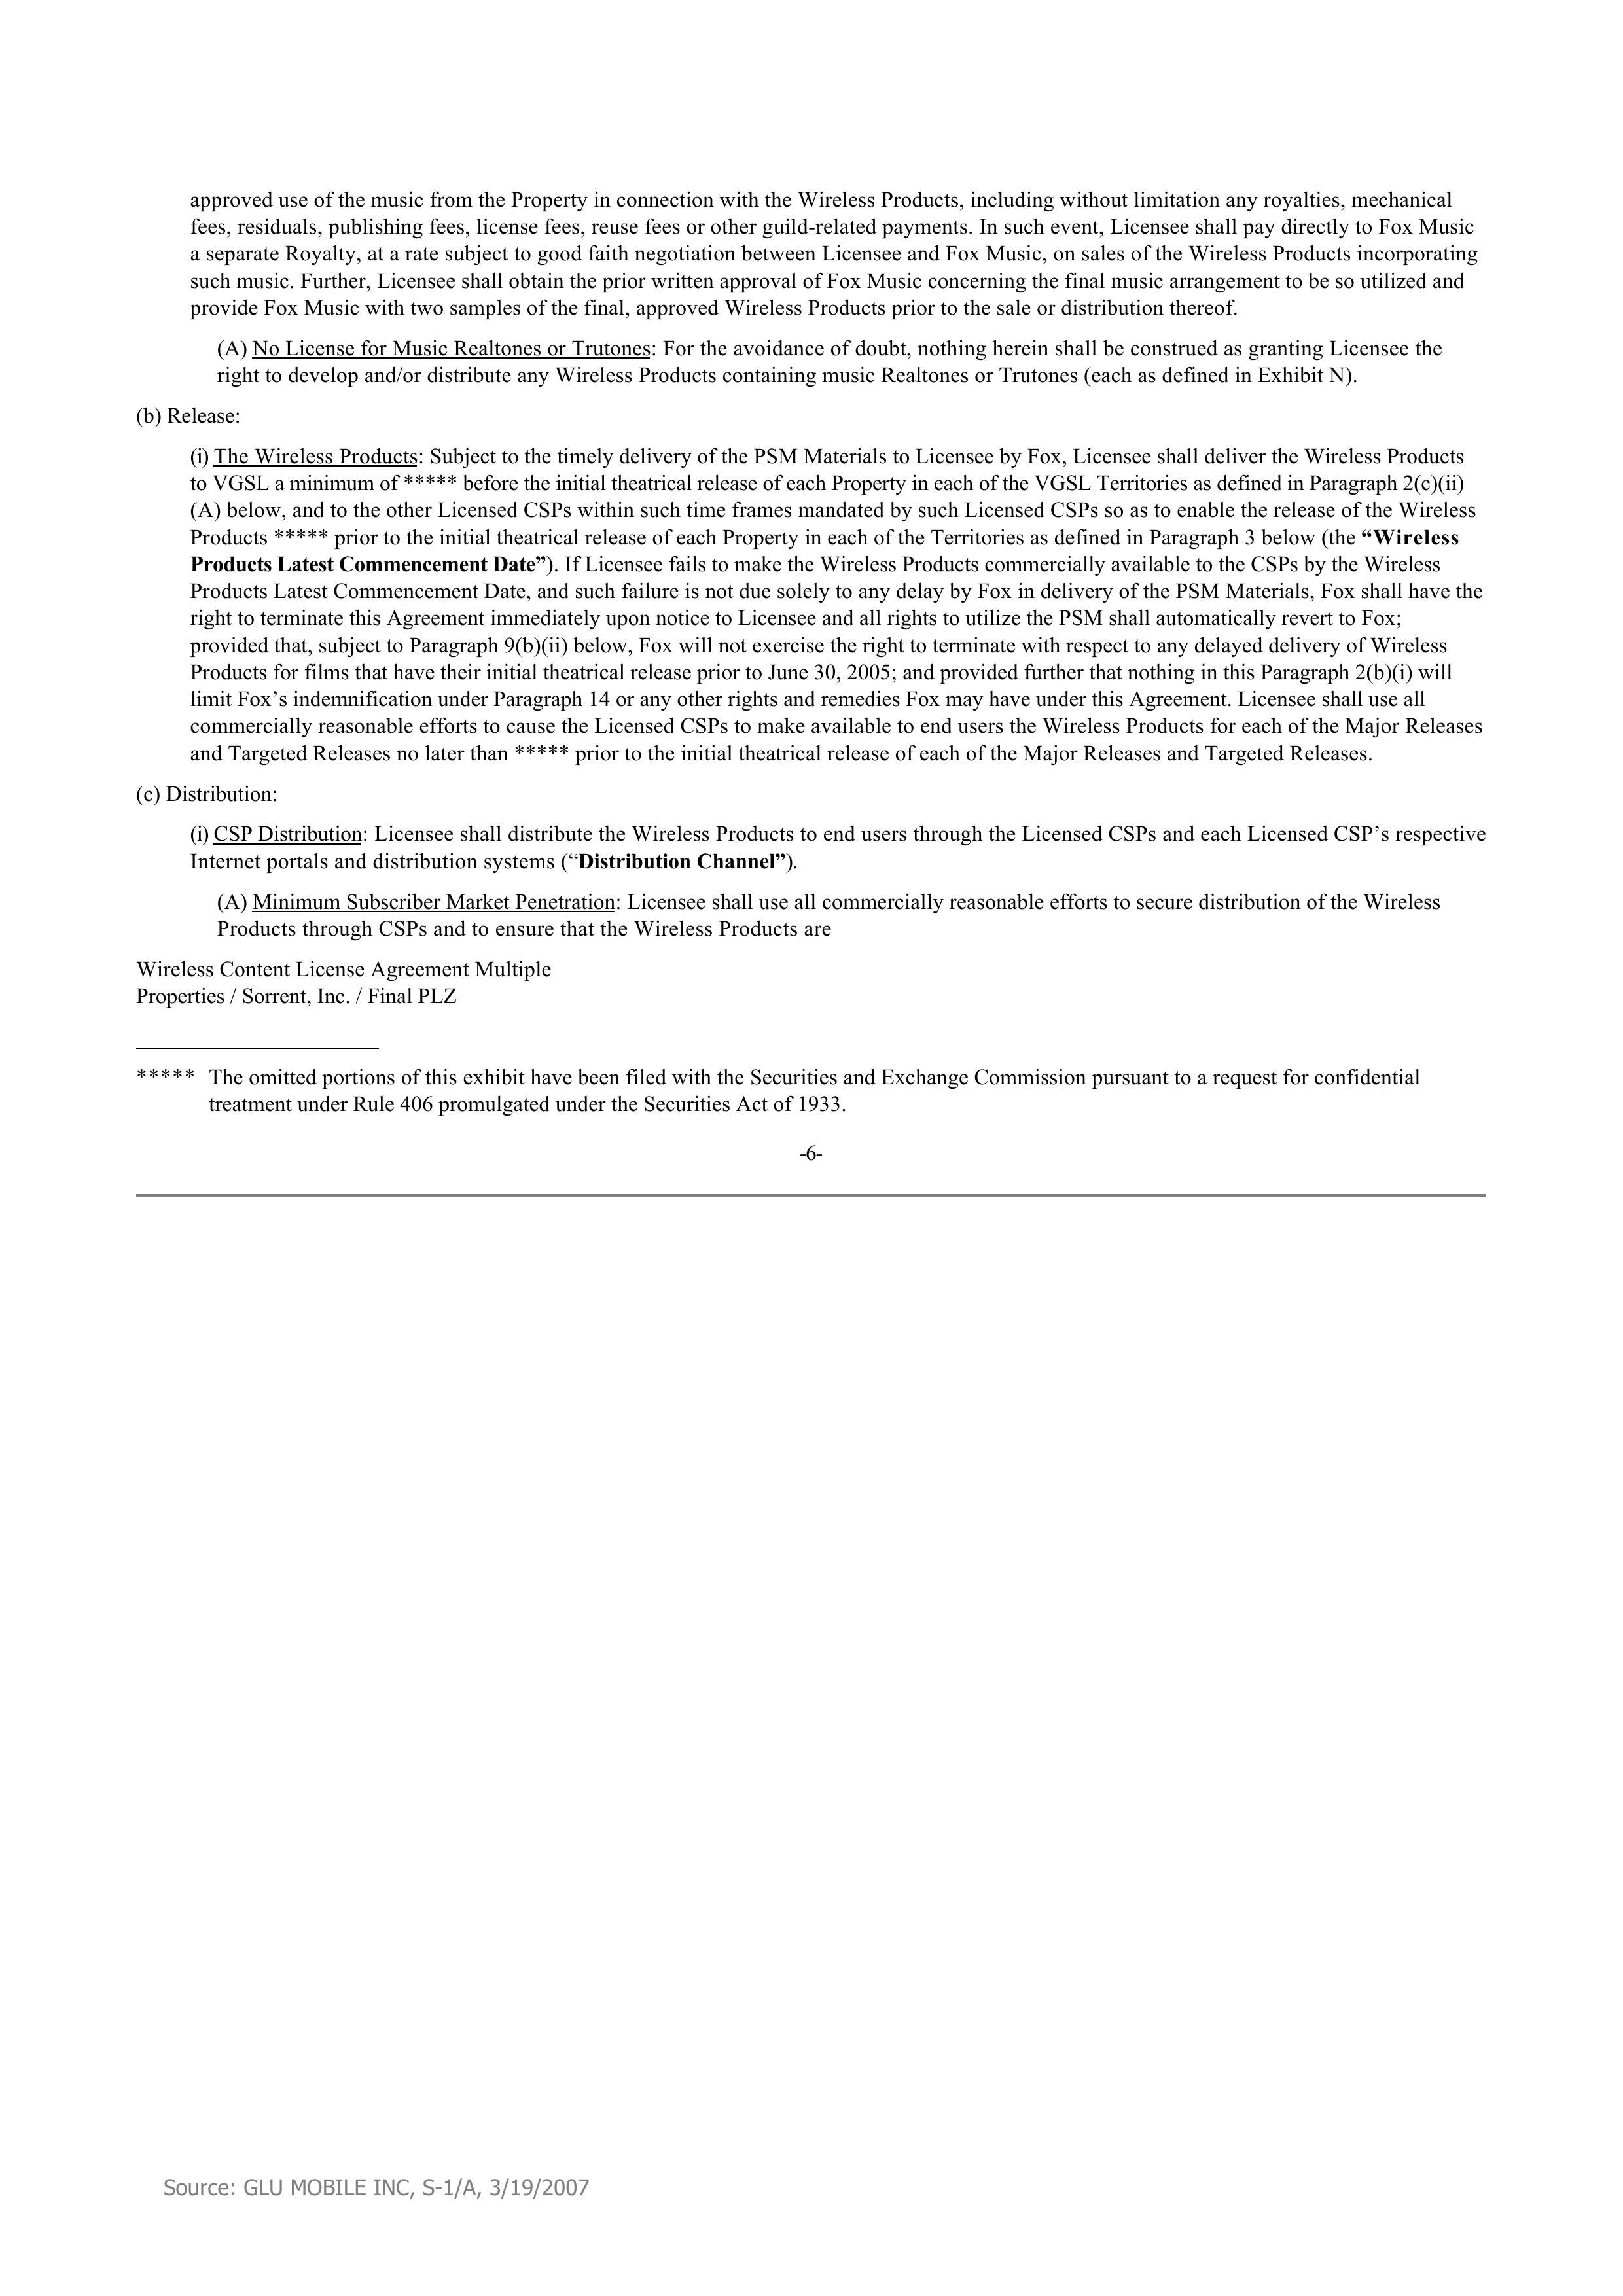 approved use of the music from the Property in connection with the Wireless Products, including without limitation any royalties, mechanical
fees, residuals, publishing fees, license fees, reuse fees or other guild-related payments. In such event, Licensee shall pay directly to Fox Music
a separate Royalty, at a rate subject to good faith negotiation between Licensee and Fox Music, on sales of the Wireless Products incorporating
such music. Further, Licensee shall obtain the prior written approval of Fox Music concerning the final music arrangement to be so utilized and
provide Fox Music with two samples of the final, approved Wireless Products prior to the sale or distribution thereof.
(A) No License for Music Realtones or Trutones: For the avoidance of doubt, nothing herein shall be construed as granting Licensee the
right to develop and/or distribute any Wireless Products containing music Realtones or Trutones (each as defined in Exhibit N).
(b) Release:
(i) The Wireless Products: Subject to the timely delivery of the PSM Materials to Licensee by Fox, Licensee shall deliver the Wireless Products
to VGSL a minimum of ***** before the initial theatrical release of each Property in each of the VGSL Territories as defined in Paragraph 2(c)(ii)
(A) below, and to the other Licensed CSPs within such time frames mandated by such Licensed CSPs so as to enable the release of the Wireless
Products ***** prior to the initial theatrical release of each Property in each of the Territories as defined in Paragraph 3 below (the “Wireless
Products Latest Commencement Date”). If Licensee fails to make the Wireless Products commercially available to the CSPs by the Wireless
Products Latest Commencement Date, and such failure is not due solely to any delay by Fox in delivery of the PSM Materials, Fox shall have the
right to terminate this Agreement immediately upon notice to Licensee and all rights to utilize the PSM shall automatically revert to Fox;
provided that, subject to Paragraph 9(b)(ii) below, Fox will not exercise the right to terminate with respect to any delayed delivery of Wireless
Products for films that have their initial theatrical release prior to June 30, 2005; and provided further that nothing in this Paragraph 2(b)(i) will
limit Fox’s indemnification under Paragraph 14 or any other rights and remedies Fox may have under this Agreement. Licensee shall use all
commercially reasonable efforts to cause the Licensed CSPs to make available to end users the Wireless Products for each of the Major Releases
and Targeted Releases no later than ***** prior to the initial theatrical release of each of the Major Releases and Targeted Releases.
(c) Distribution:
(i) CSP Distribution: Licensee shall distribute the Wireless Products to end users through the Licensed CSPs and each Licensed CSP’s respective
Internet portals and distribution systems (“Distribution Channel”).
(A) Minimum Subscriber Market Penetration: Licensee shall use all commercially reasonable efforts to secure distribution of the Wireless
Products through CSPs and to ensure that the Wireless Products are
Wireless Content License Agreement Multiple
Properties / Sorrent, Inc. / Final PLZ
***** The omitted portions of this exhibit have been filed with the Securities and Exchange Commission pursuant to a request for confidential
treatment under Rule 406 promulgated under the Securities Act of 1933.
-6-
Source: GLU MOBILE INC, S-1/A, 3/19/2007